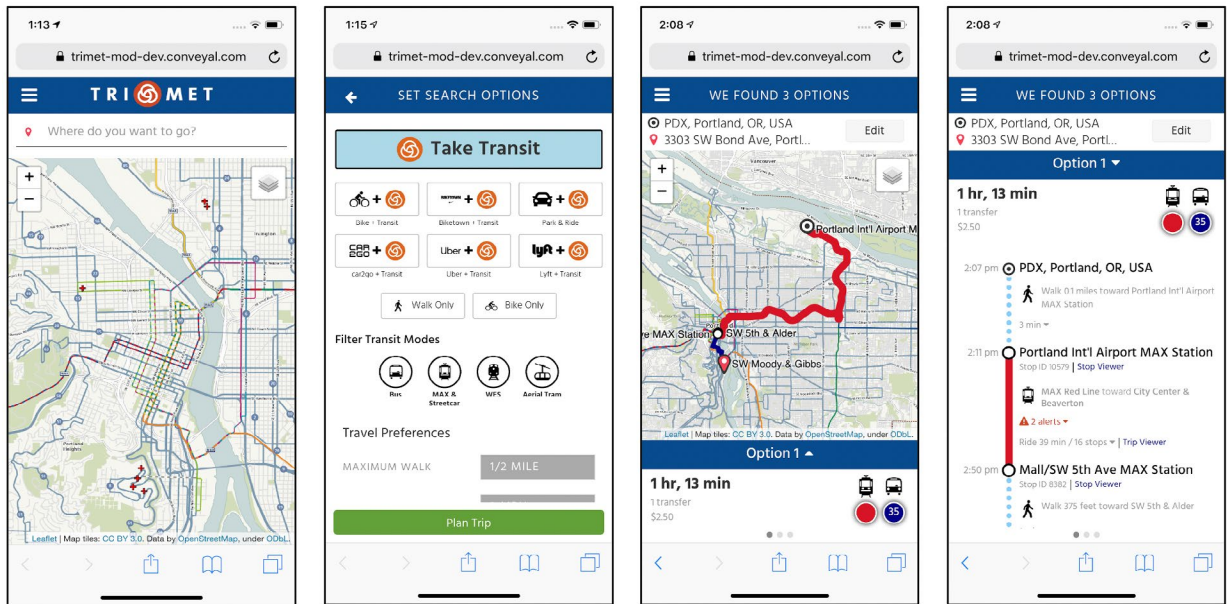 1:13
trimet-mod-dev.conveyal.com
TRI MET
Where do you want to go?
+
−
Irvington
Portland
Heights
Leaflet | Map tiles: CC BY 3.0. Data by OpenStreetMap, under ODbL.
1:15
trimet-mod-dev.conveyal.com
SET SEARCH OPTIONS
Take Transit
+
BIKETOWN +
+
Bike + Transit
Biketown + Transit
Park & Ride
CAR2GO +
Uber +
lyft +
car2go + Transit
Uber + Transit
Lyft + Transit
Walk Only
Bike Only
Filter Transit Modes
Bus
MAX &
Streetcar
WES
Aerial Tram
Travel Preferences
MAXIMUM WALK
1/2 MILE
Plan Trip
2:08
trimet-mod-dev.conveyal.com
WE FOUND 3 OPTIONS
PDX, Portland, OR, USA
3303 SW Bond Ave, Portl...
Edit
+
−
Vancouver
Portland Int'l Airport M
re MAX Station
SW 5th & Alder
SW Moody & Gibbs
Leaflet | Map tiles: CC BY 3.0. Data by OpenStreetMap, under ODbL.
Option 1
1 hr, 13 min
1 transfer
$2.50
35
2:08
trimet-mod-dev.conveyal.com
WE FOUND 3 OPTIONS
PDX, Portland, OR, USA
3303 SW Bond Ave, Portl...
Edit
Option 1
1 hr, 13 min
1 transfer
$2.50
35
2:07 pm PDX, Portland, OR, USA
Walk 0.1 miles toward Portland Int'l Airport
MAX Station
3 min
2:11 pm Portland Int'l Airport MAX Station
Stop ID 10579 | Stop Viewer
MAX Red Line toward City Center &
Beaverton
2 alerts
Ride 39 min / 16 stops | Trip Viewer
2:50 pm Mall/SW 5th Ave MAX Station
Stop ID 8382 | Stop Viewer
Walk 375 feet toward SW 5th & Alder